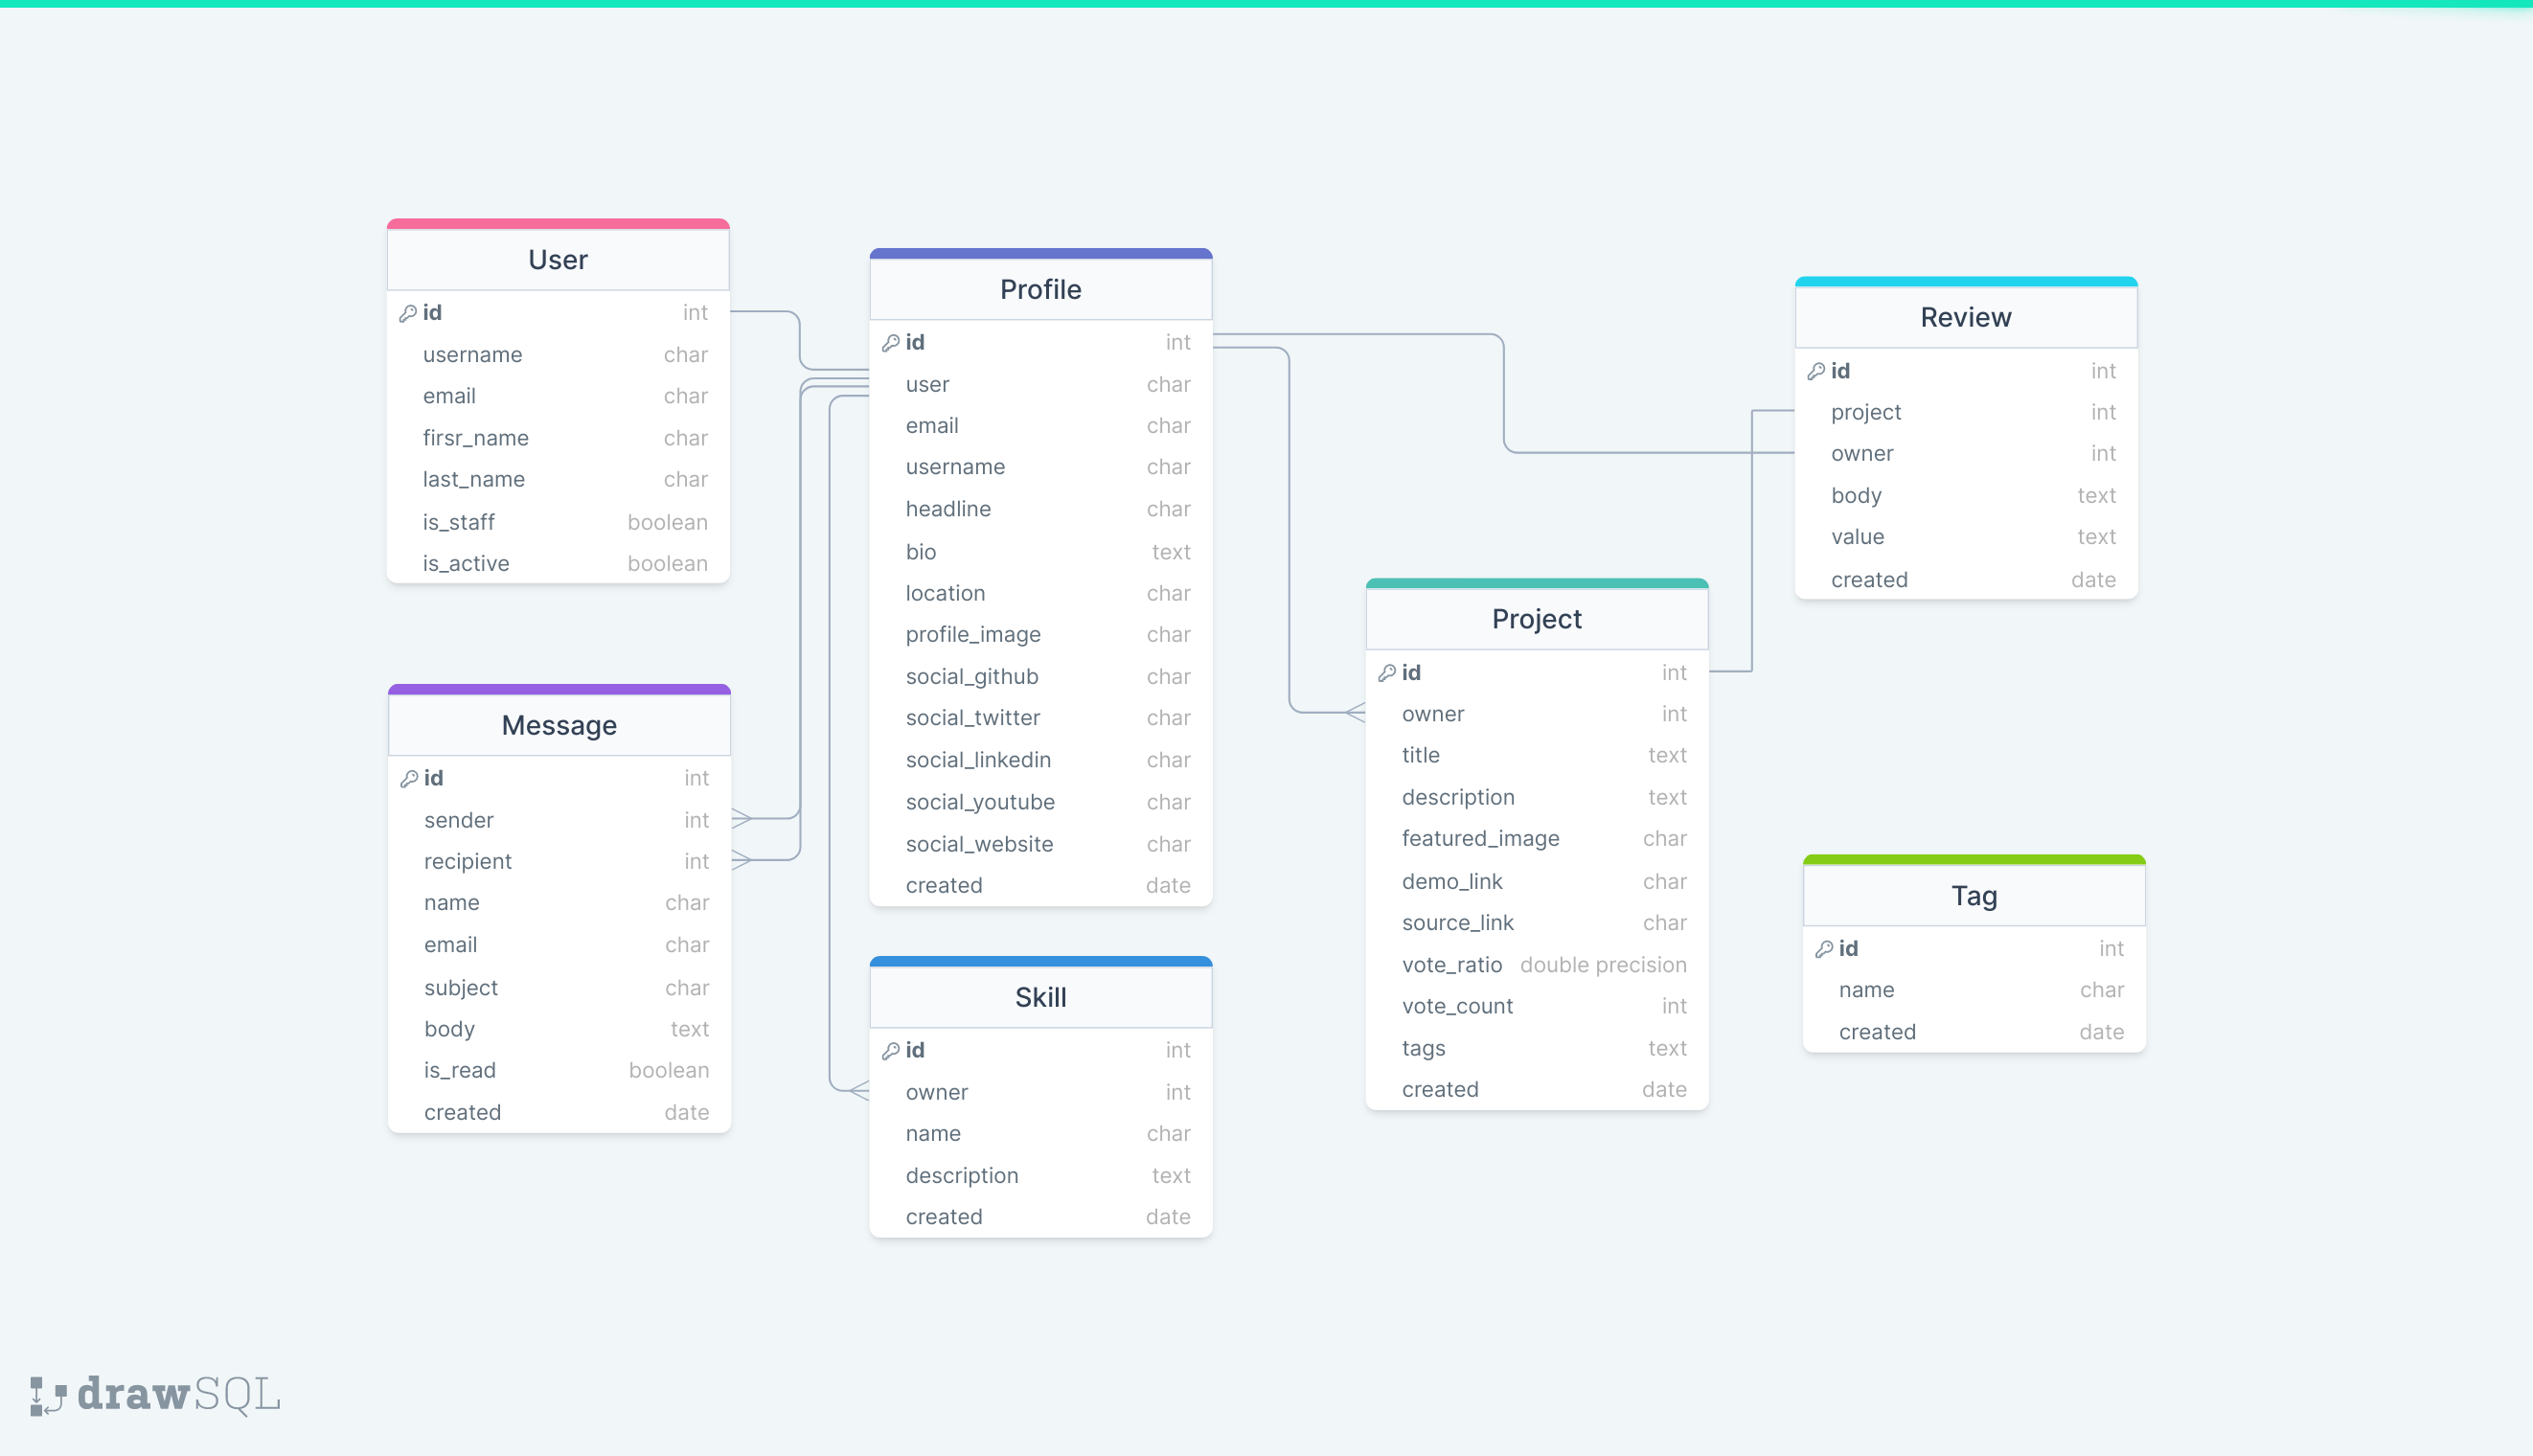 User
id int
username char
email char
firsr_name char
last_name char
is_staff boolean
is_active boolean
Message
id int
sender int
recipient int
name char
email char
subject char
body text
is_read boolean
created date
Profile
id int
user char
email char
username char
headline char
bio text
location char
profile_image char
social_github char
social_twitter char
social_linkedin char
social_youtube char
social_website char
created date
Skill
id int
owner int
name char
description text
created date
Project
id int
owner int
title text
description text
featured_image char
demo_link char
source_link char
vote_ratio double precision
vote_count int
tags text
created date
Review
id int
project int
owner int
body text
value text
created date
Tag
id int
name char
created date
drawSQL